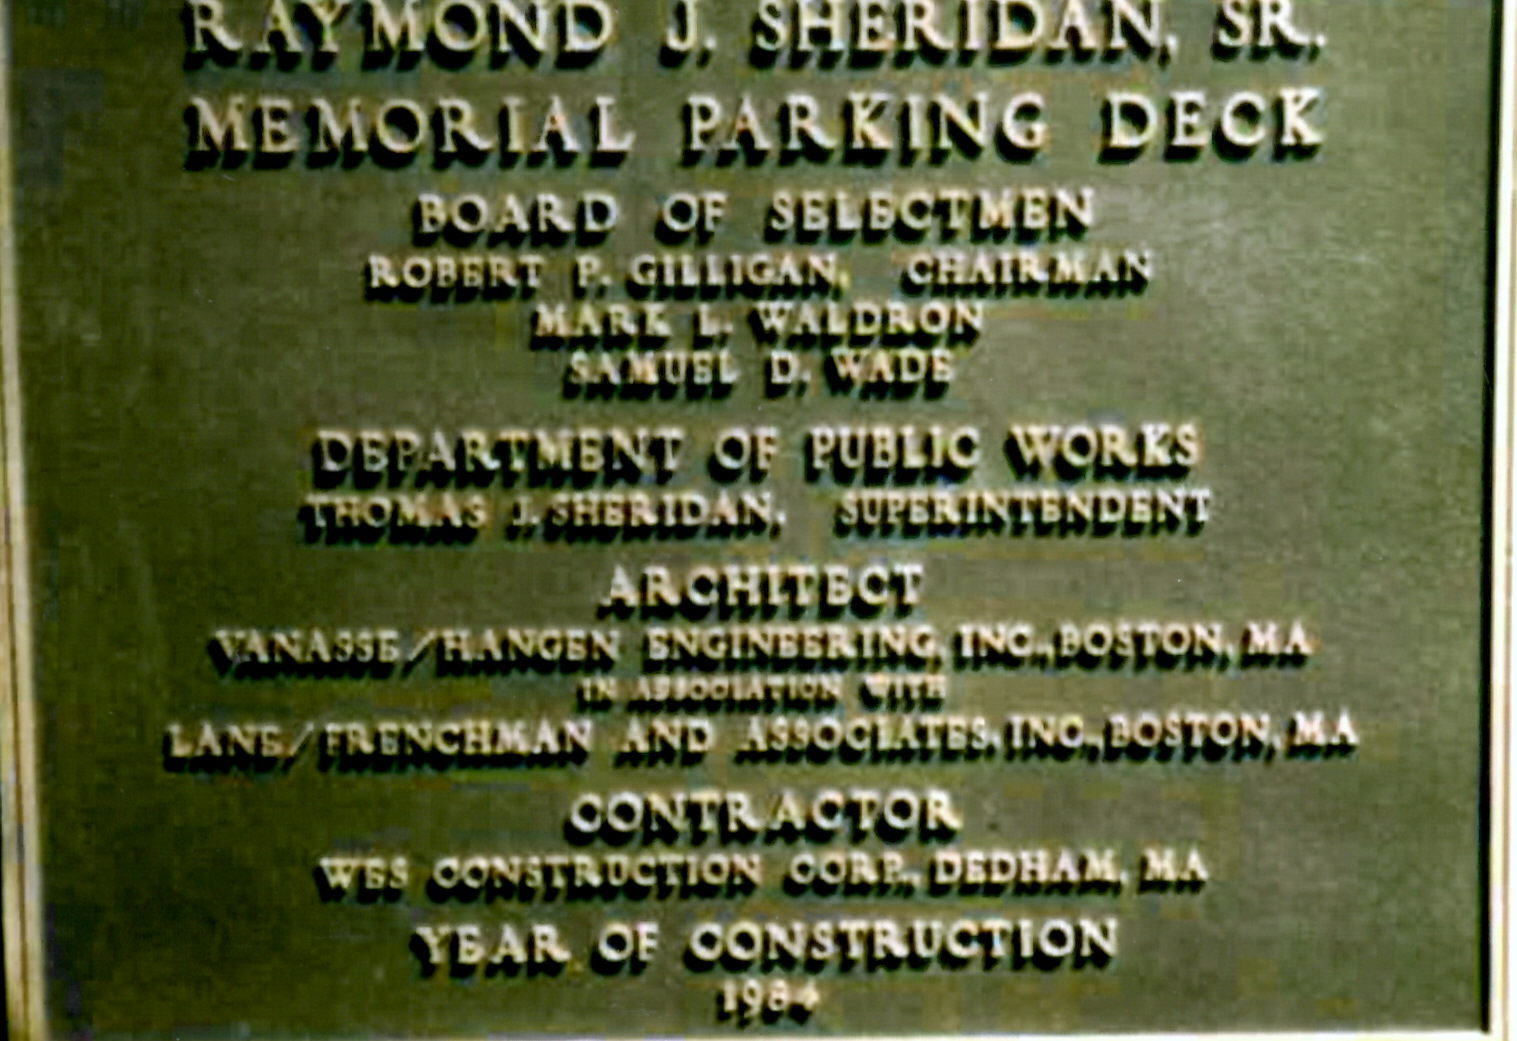 RAYMOND J. SHERIDAN, SR.
MEMORIAL PARKING DECK
BOARD OF SELECTMEN
ROBERT P. GILLIGAN, CHAIRMAN
MARK L. WALDRON
SAMUEL D. WADE
DEPARTMENT OF PUBLIC WORKS
THOMAS J. SHERIDAN, SUPERINTENDENT
ARCHITECT
VANASSE/HANGEN ENGINEERING, INC., BOSTON, MA
IN ASSOCIATION WITH
LANE/FRENCHMAN AND ASSOCIATES, INC., BOSTON, MA
CONTRACTOR
WES CONSTRUCTION CORP., DEDHAM, MA
YEAR OF CONSTRUCTION
1984